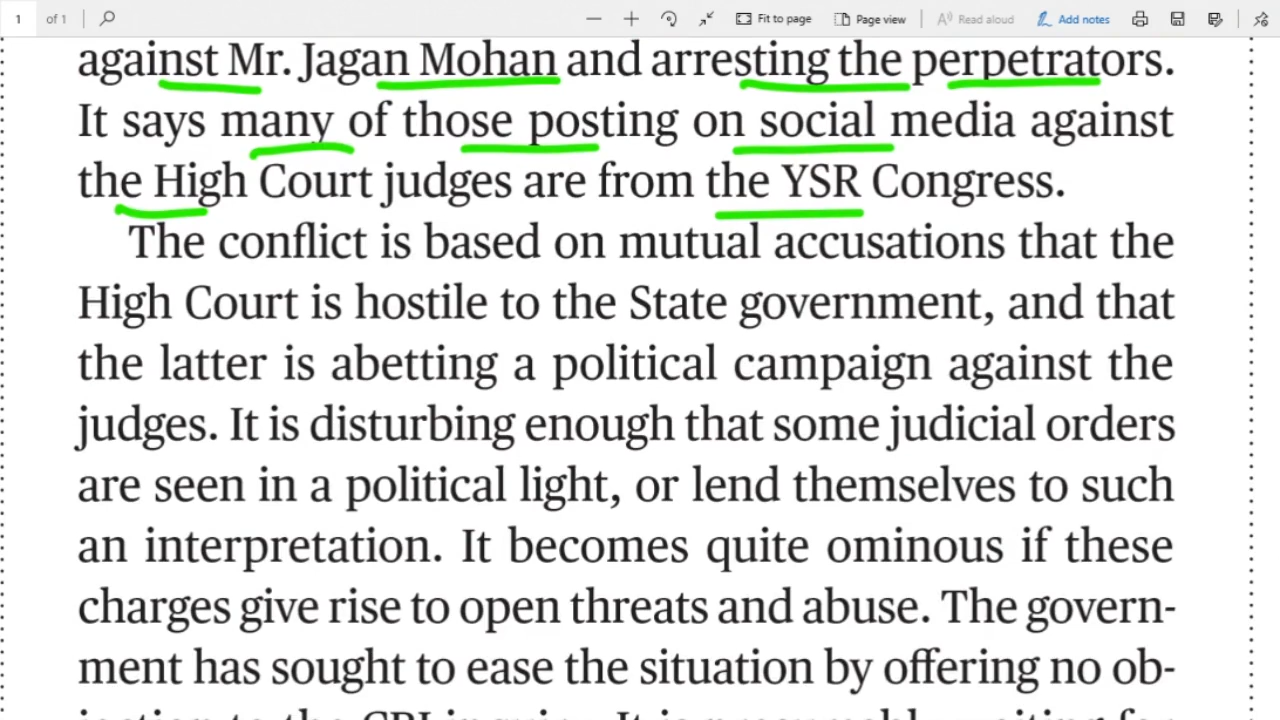 1 of 1 Fit to page Page view Read aloud Add notes
against Mr. Jagan Mohan and arresting the perpetrators.
It says many of those posting on social media against
the High Court judges are from the YSR Congress.
The conflict is based on mutual accusations that the
High Court is hostile to the State government, and that
the latter is abetting a political campaign against the
judges. It is disturbing enough that some judicial orders
are seen in a political light, or lend themselves to such
an interpretation. It becomes quite ominous if these
charges give rise to open threats and abuse. The govern-
ment has sought to ease the situation by offering no ob-